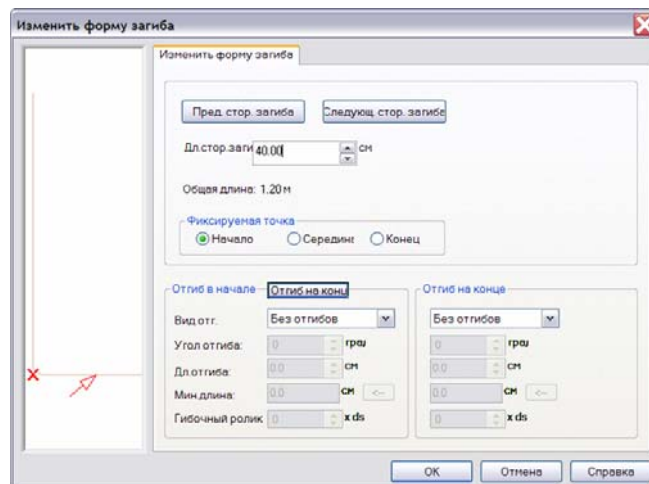 Изменить форму загиба
Изменить форму загиба
Пред. стор. загиба Следующ. стор. загиба
Дл.стор.заги 40.00 см
Общая длина: 1.20 м
Фиксируемая точка
Начало Середине Конец
Отгиб в начале Отгиб на конц Отгиб на конце
Вид отг. Без отгибов Без отгибов
Угол отгиба: 0 град 0 град
Дл.отгиба: 0.0 см 0.0 см
Мин.длина: 0.0 см <-- 0.0 см <--
Гибочный ролик 0 x ds 0 x ds
ОК Отмена Справка